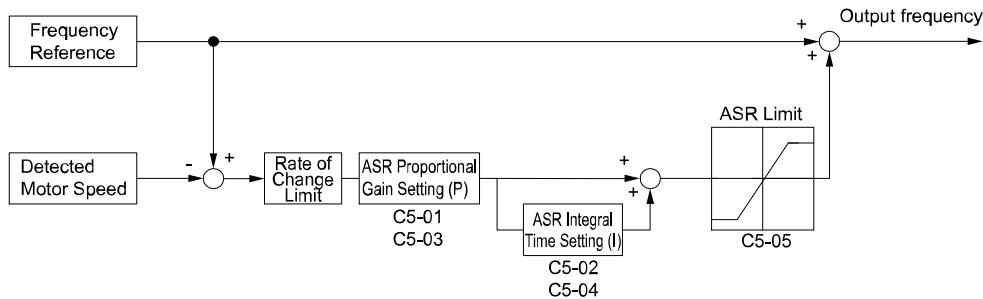 Frequency
Reference
+
+
Output frequency
Detected
Motor Speed
-
+
Rate of
Change
Limit
ASR Proportional
Gain Setting (P)
C5-01
C5-03
+
+
ASR Integral
Time Setting (I)
C5-02
C5-04
ASR Limit
C5-05